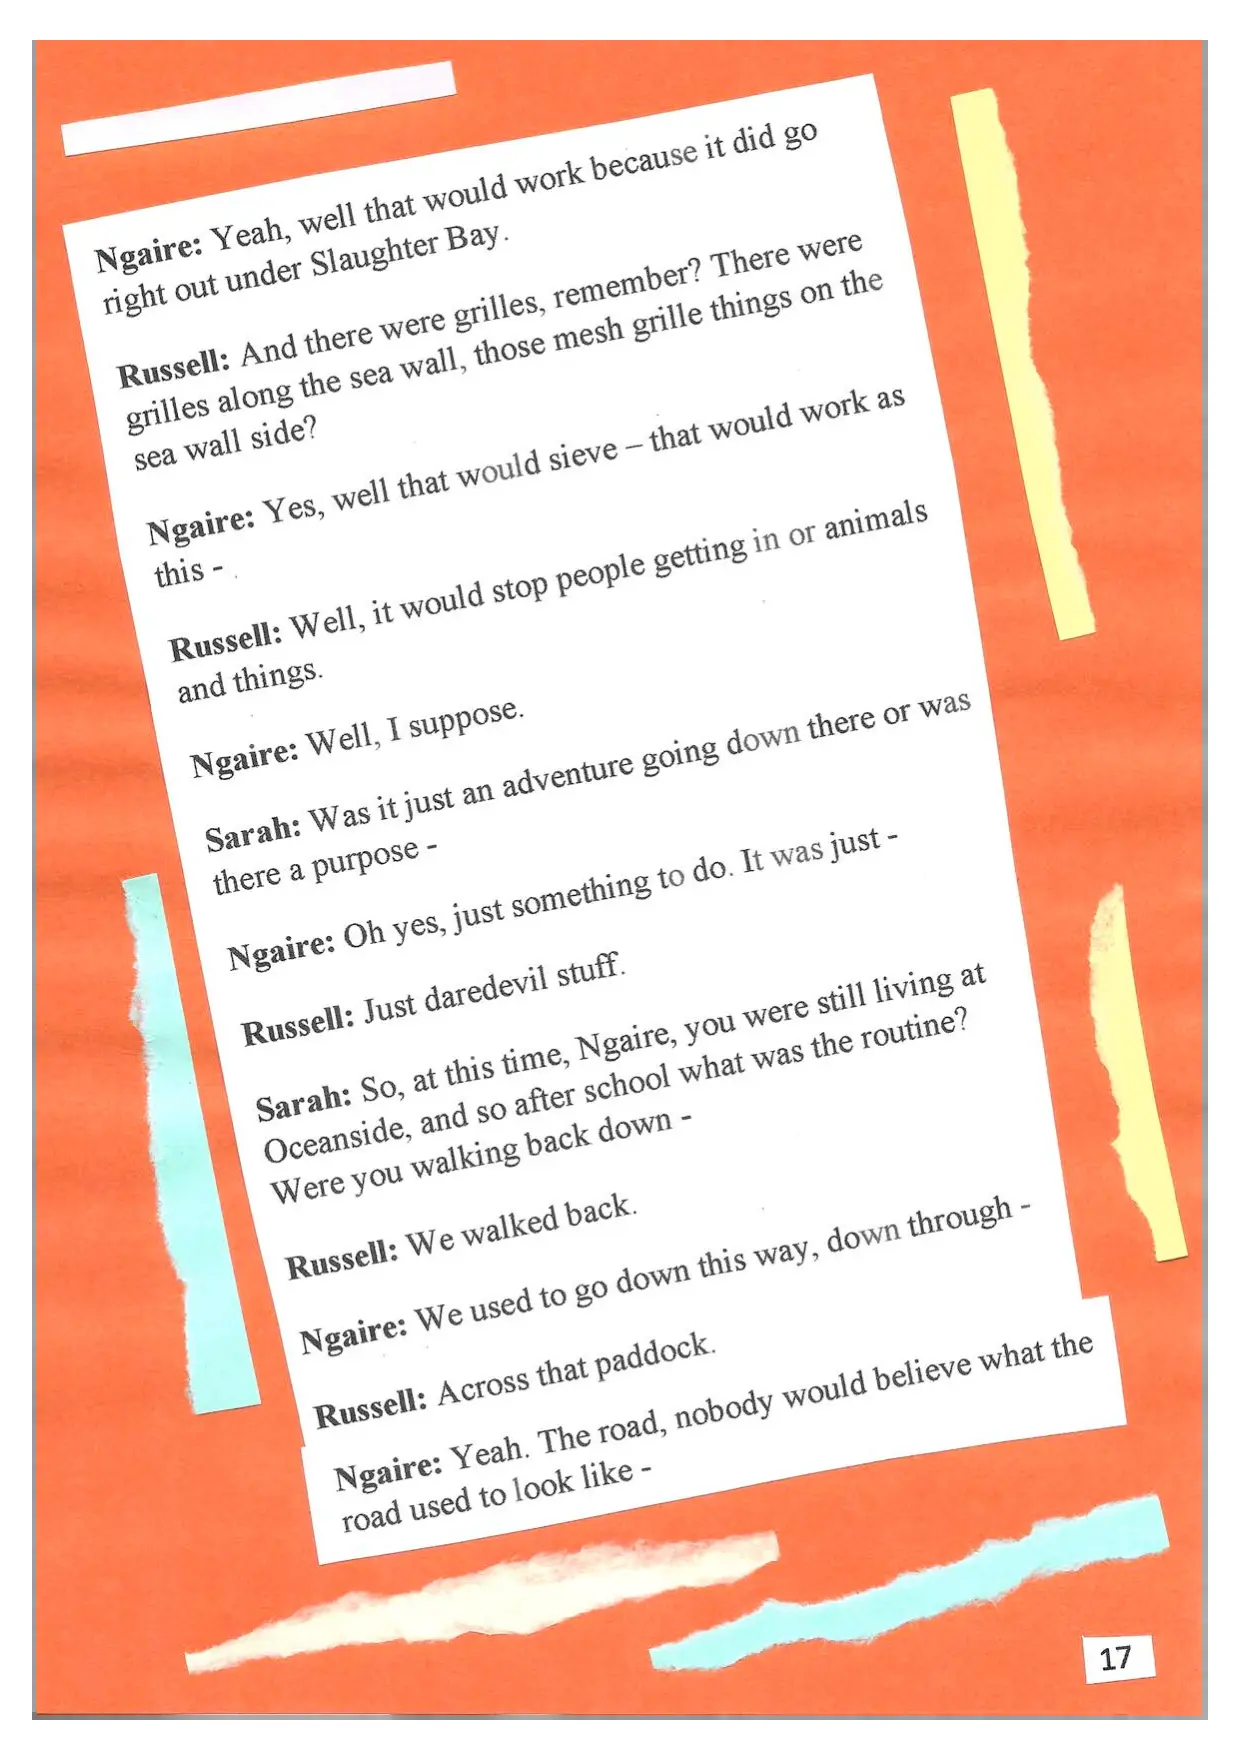 Ngaire: Yeah, well that would work because it did go
right out under Slaughter Bay.
Russell: And there were grilles, remember? There were
grilles along the sea wall, those mesh grille things on the
sea wall side?
Ngaire: Yes, well that would sieve – that would work as
this -
Russell: Well, it would stop people getting in or animals
and things.
Ngaire: Well, I suppose.
Sarah: Was it just an adventure going down there or was
there a purpose -
Ngaire: Oh yes, just something to do. It was just -
Russell: Just daredevil stuff.
Sarah: So, at this time, Ngaire, you were still living at
Oceanside, and so after school what was the routine?
Were you walking back down -
Russell: We walked back.
Ngaire: We used to go down this way, down through -
Russell: Across that paddock.
Ngaire: Yeah. The road, nobody would believe what the
road used to look like -
17